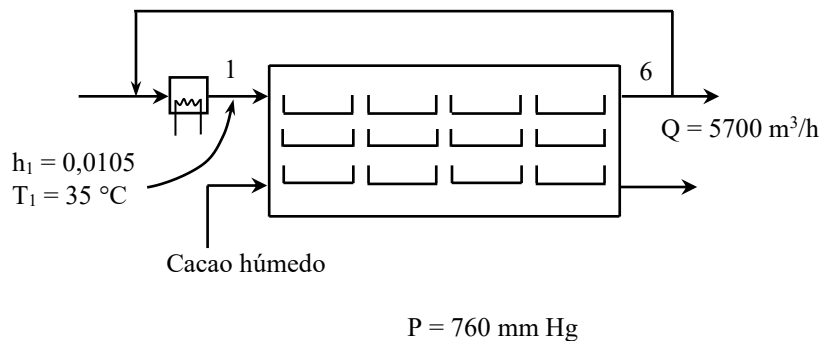 1
6
Q = 5700 m³/h
h₁ = 0,0105
T₁ = 35 °C
Cacao húmedo
P = 760 mm Hg